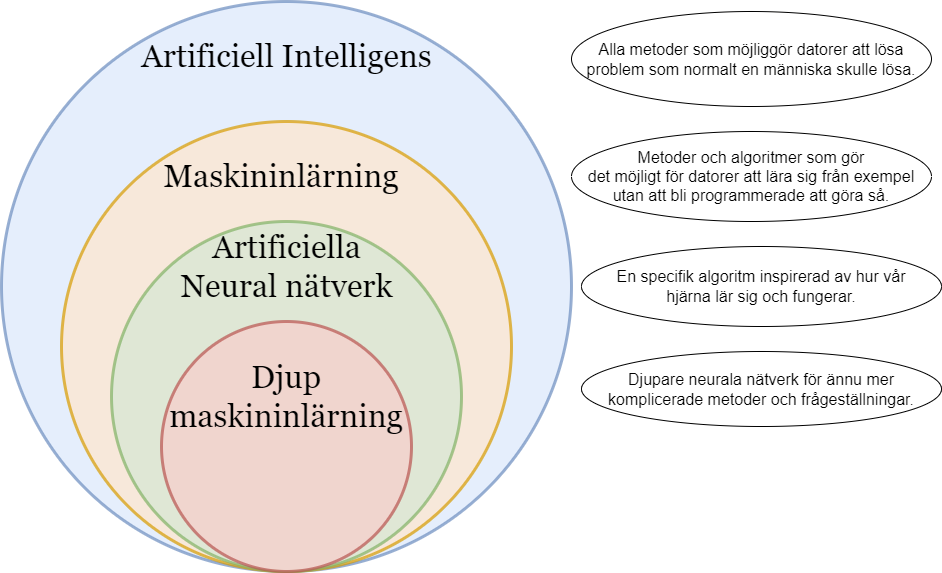 Artificiell Intelligens
Alla metoder som möjliggör datorer att lösa
problem som normalt en människa skulle lösa.
Maskininlärning
Metoder och algoritmer som gör
det möjligt för datorer att lära sig från exempel
utan att bli programmerade att göra så.
Artificiella
Neural nätverk
En specifik algoritm inspirerad av hur vår
hjärna lär sig och fungerar.
Djup
maskininlärning
Djupare neurala nätverk för ännu mer
komplicerade metoder och frågeställningar.